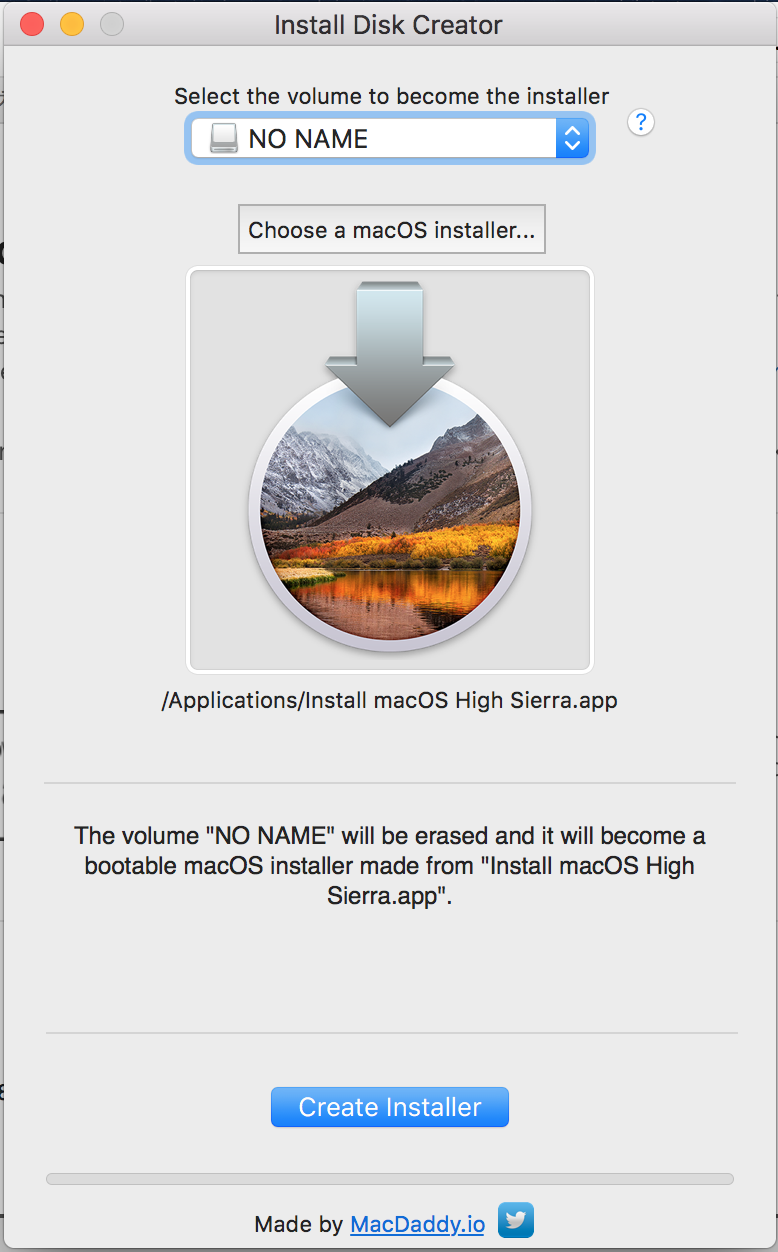 Install Disk Creator
Select the volume to become the installer
NO NAME
?
Choose a macOS installer...
/Applications/Install macOS High Sierra.app
The volume "NO NAME" will be erased and it will become a
bootable macOS installer made from "Install macOS High
Sierra.app".
Create Installer
Made by MacDaddy.io